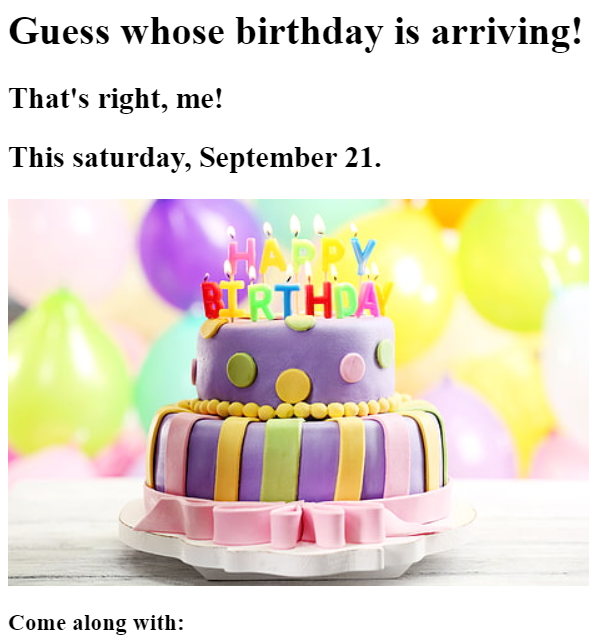 Guess whose birthday is arriving!
That's right, me!
This saturday, September 21.
HAPPY
BIRTHDAY
Come along with: